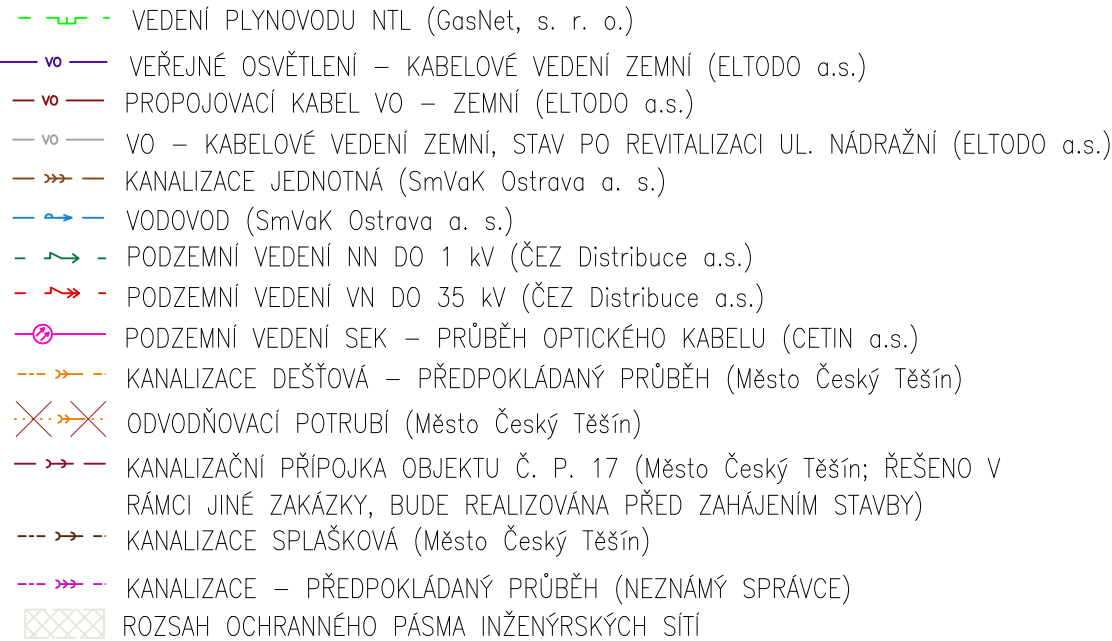 VEDENÍ PLYNOVODU NTL (GasNet, s. r. o.)
VO VEŘEJNÉ OSVĚTLENÍ – KABELOVÉ VEDENÍ ZEMNÍ (ELTODO a.s.)
VO PROPOJOVACÍ KABEL VO – ZEMNÍ (ELTODO a.s.)
VO VO – KABELOVÉ VEDENÍ ZEMNÍ, STAV PO REVITALIZACI UL. NÁDRAŽNÍ (ELTODO a.s.)
KANALIZACE JEDNOTNÁ (SmVaK Ostrava a. s.)
VODOVOD (SmVaK Ostrava a. s.)
PODZEMNÍ VEDENÍ NN DO 1 kV (ČEZ Distribuce a.s.)
PODZEMNÍ VEDENÍ VN DO 35 kV (ČEZ Distribuce a.s.)
PODZEMNÍ VEDENÍ SEK – PRŮBĚH OPTICKÉHO KABELU (CETIN a.s.)
KANALIZACE DEŠŤOVÁ – PŘEDPOKLÁDANÝ PRŮBĚH (Město Český Těšín)
ODVODŇOVACÍ POTRUBÍ (Město Český Těšín)
KANALIZAČNÍ PŘÍPOJKA OBJEKTU Č. P. 17 (Město Český Těšín; ŘEŠENO V
RÁMCI JINÉ ZAKÁZKY, BUDE REALIZOVÁNA PŘED ZAHÁJENÍM STAVBY)
KANALIZACE SPLAŠKOVÁ (Město Český Těšín)
KANALIZACE – PŘEDPOKLÁDANÝ PRŮBĚH (NEZNÁMÝ SPRÁVCE)
ROZSAH OCHRANNÉHO PÁSMA INŽENÝRSKÝCH SÍTÍ